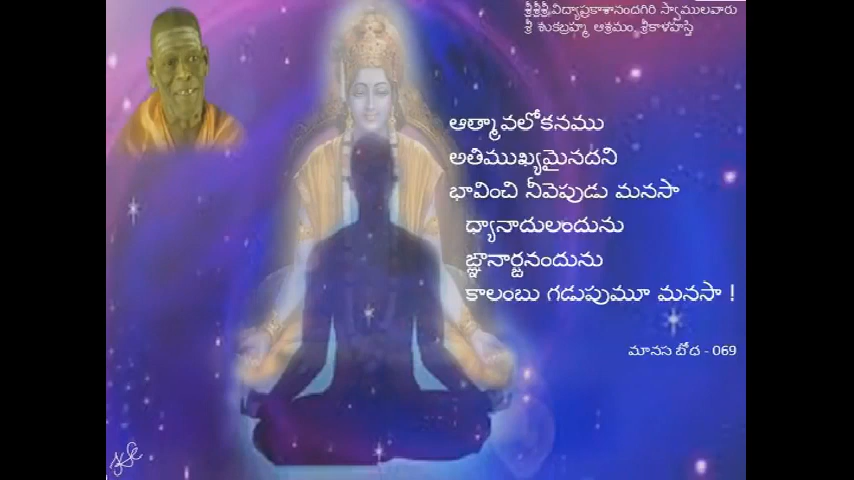 శ్రీశ్రీశ్రీ విద్యాప్రకాశానందగిరి స్వాములవారు
శ్రీ శుకబ్రహ్మ ఆశ్రమం, శ్రీకాళహస్తి
ఆత్మావలోకనము
అతిముఖ్యమైనదని
భావించి నీవెపుడు మనసా
ధ్యానాదులందును
జ్ఞానార్జనందును
కాలంబు గడుపుమూ మనసా !
మానస బోధ - 069